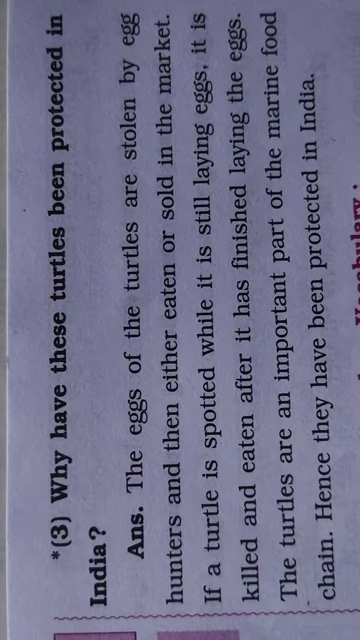 *(3) Why have these turtles been protected in
India?
Ans. The eggs of the turtles are stolen by egg
hunters and then either eaten or sold in the market.
If a turtle is spotted while it is still laying eggs, it is
killed and eaten after it has finished laying the eggs.
The turtles are an important part of the marine food
chain. Hence they have been protected in India.